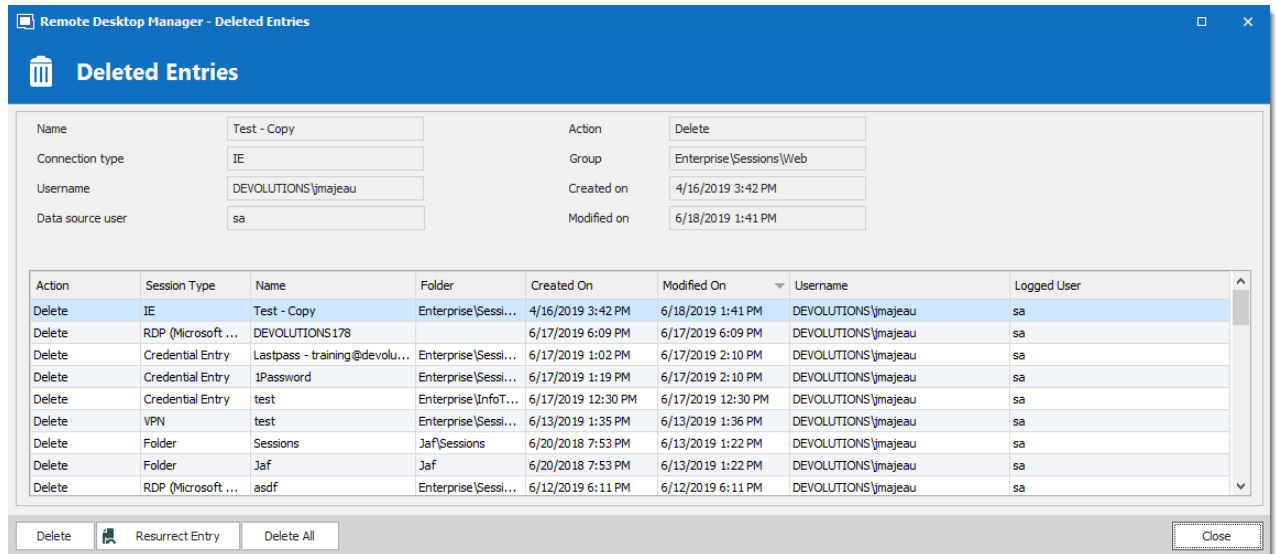 Remote Desktop Manager - Deleted Entries
Deleted Entries
Name Test - Copy Action Delete
Connection type IE Group Enterprise\Sessions\Web
Username DEVOLUTIONS\jmajeau Created on 4/16/2019 3:42 PM
Data source user sa Modified on 6/18/2019 1:41 PM
Action Session Type Name Folder Created On Modified On Username Logged User
Delete IE Test - Copy Enterprise\Sessi... 4/16/2019 3:42 PM 6/18/2019 1:41 PM DEVOLUTIONS\jmajeau sa
Delete RDP (Microsoft ... DEVOLUTIONS178 6/17/2019 6:09 PM 6/17/2019 6:09 PM DEVOLUTIONS\jmajeau sa
Delete Credential Entry Lastpass - training@devolu... Enterprise\Sessi... 6/17/2019 1:02 PM 6/17/2019 2:10 PM DEVOLUTIONS\jmajeau sa
Delete Credential Entry 1Password Enterprise\Sessi... 6/17/2019 1:19 PM 6/17/2019 2:10 PM DEVOLUTIONS\jmajeau sa
Delete Credential Entry test Enterprise\InfoT... 6/17/2019 12:30 PM 6/17/2019 12:30 PM DEVOLUTIONS\jmajeau sa
Delete VPN test Enterprise\Sessi... 6/13/2019 1:35 PM 6/13/2019 1:36 PM DEVOLUTIONS\jmajeau sa
Delete Folder Sessions Jaf\Sessions 6/20/2018 7:53 PM 6/13/2019 1:22 PM DEVOLUTIONS\jmajeau sa
Delete Folder Jaf Jaf 6/20/2018 7:53 PM 6/13/2019 1:22 PM DEVOLUTIONS\jmajeau sa
Delete RDP (Microsoft ... asdf Enterprise\Sessi... 6/12/2019 6:11 PM 6/12/2019 6:11 PM DEVOLUTIONS\jmajeau sa
Delete Resurrect Entry Delete All Close